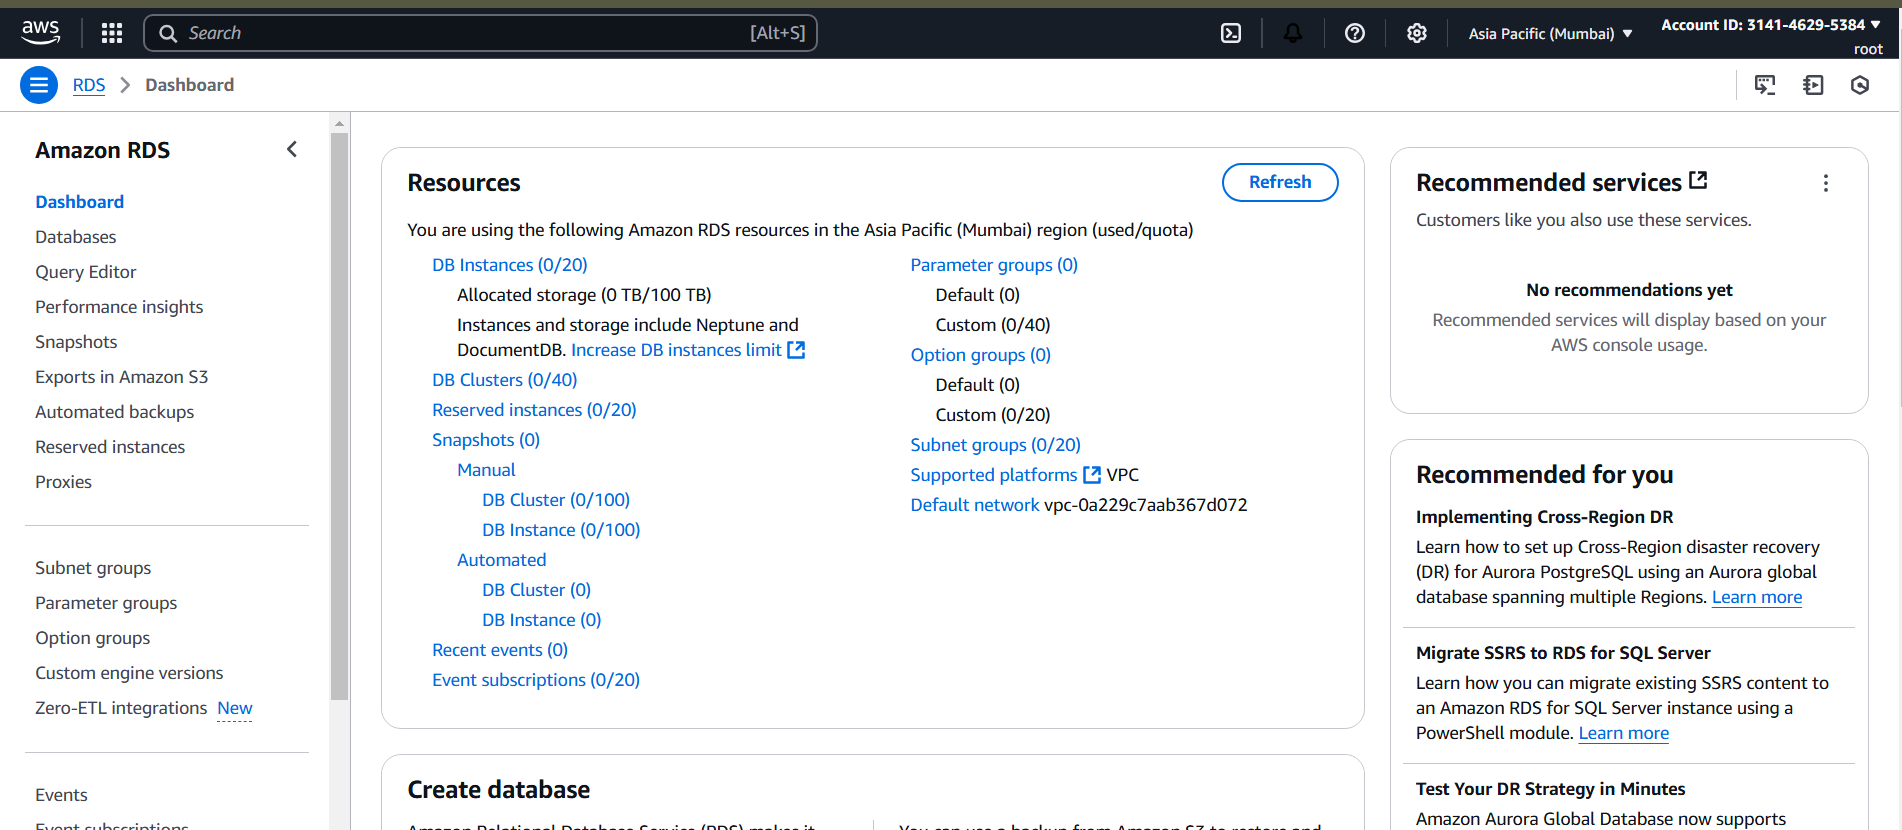 aws
Search
[Alt+S]
Asia Pacific (Mumbai)
Account ID: 3141-4629-5384
root
RDS
Dashboard
Amazon RDS
Dashboard
Databases
Query Editor
Performance insights
Snapshots
Exports in Amazon S3
Automated backups
Reserved instances
Proxies
Subnet groups
Parameter groups
Option groups
Custom engine versions
Zero-ETL integrations New
Events
Event subscriptions
Resources
Refresh
You are using the following Amazon RDS resources in the Asia Pacific (Mumbai) region (used/quota)
DB Instances (0/20)
Allocated storage (0 TB/100 TB)
Instances and storage include Neptune and
DocumentDB. Increase DB instances limit
DB Clusters (0/40)
Reserved instances (0/20)
Snapshots (0)
Manual
DB Cluster (0/100)
DB Instance (0/100)
Automated
DB Cluster (0)
DB Instance (0)
Recent events (0)
Event subscriptions (0/20)
Parameter groups (0)
Default (0)
Custom (0/40)
Option groups (0)
Default (0)
Custom (0/20)
Subnet groups (0/20)
Supported platforms VPC
Default network vpc-0a229c7aab367d072
Create database
Amazon Relational Database Service (RDS) makes it
You can use a backup from Amazon S3 to restore and
Recommended services
Customers like you also use these services.
No recommendations yet
Recommended services will display based on your
AWS console usage.
Recommended for you
Implementing Cross-Region DR
Learn how to set up Cross-Region disaster recovery
(DR) for Aurora PostgreSQL using an Aurora global
database spanning multiple Regions. Learn more
Migrate SSRS to RDS for SQL Server
Learn how you can migrate existing SSRS content to
an Amazon RDS for SQL Server instance using a
PowerShell module. Learn more
Test Your DR Strategy in Minutes
Amazon Aurora Global Database now supports